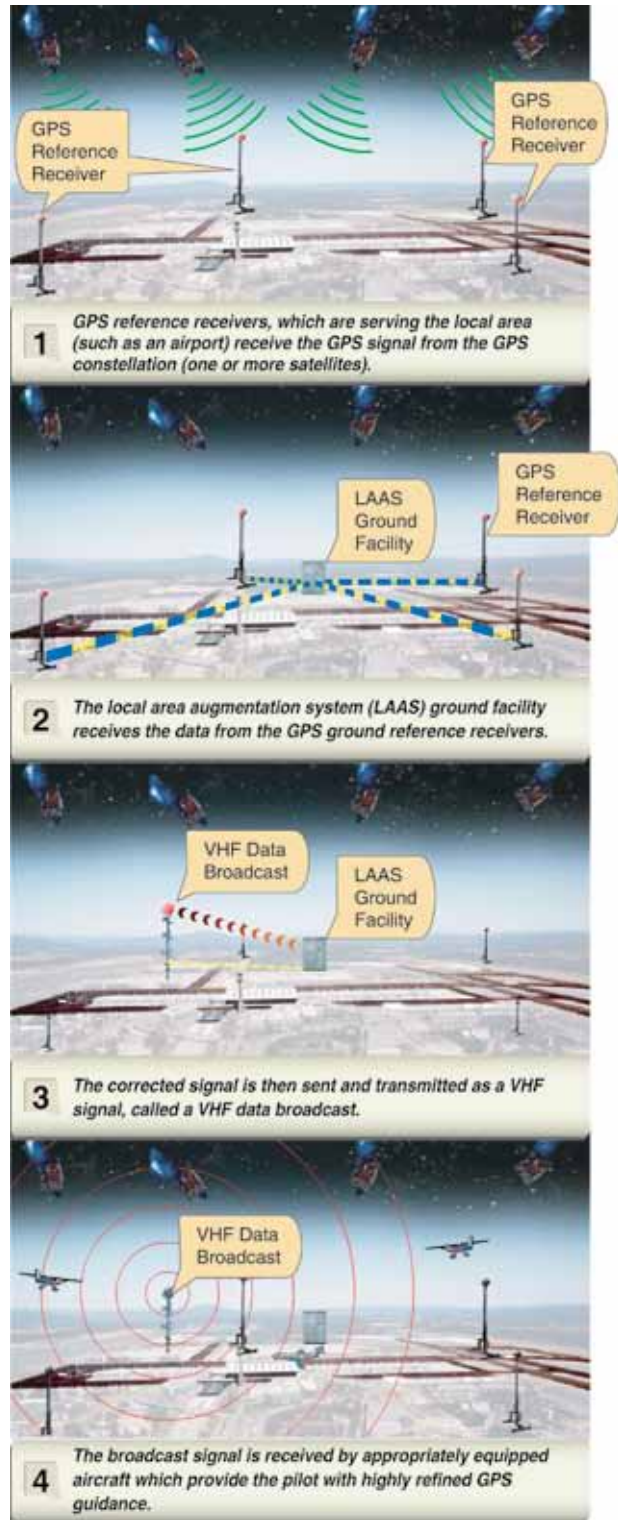 GPS
Reference
Receiver
GPS
Reference
Receiver
1
GPS reference receivers, which are serving the local area
(such as an airport) receive the GPS signal from the GPS
constellation (one or more satellites).
LAAS
Ground
Facility
GPS
Reference
Receiver
2
The local area augmentation system (LAAS) ground facility
receives the data from the GPS ground reference receivers.
VHF Data
Broadcast
LAAS
Ground
Facility
3
The corrected signal is then sent and transmitted as a VHF
signal, called a VHF data broadcast.
VHF Data
Broadcast
4
The broadcast signal is received by appropriately equipped
aircraft which provide the pilot with highly refined GPS
guidance.